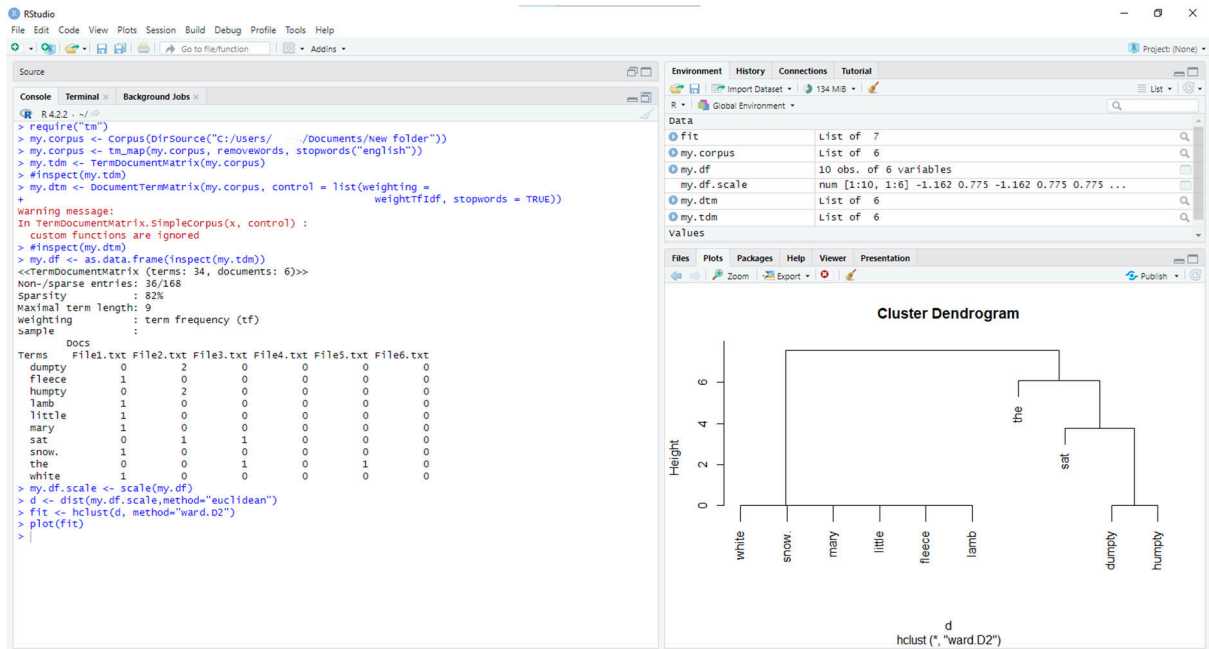 RStudio
File Edit Code View Plots Session Build Debug Profile Tools Help
Go to file/function Addins Project: (None)
Source
Console Terminal Background Jobs
R 4.2.2 · ~/
> require("tm")
> my.corpus <- Corpus(DirSource("C:/Users/ /Documents/New folder"))
> my.corpus <- tm_map(my.corpus, removeWords, stopwords("english"))
> my.tdm <- TermDocumentMatrix(my.corpus)
> #inspect(my.tdm)
> my.dtm <- DocumentTermMatrix(my.corpus, control = list(weighting =
+ weightTfIdf, stopwords = TRUE))
Warning message:
In TermDocumentMatrix.SimpleCorpus(x, control) :
custom functions are ignored
> #inspect(my.dtm)
> my.df <- as.data.frame(inspect(my.tdm))
<<TermDocumentMatrix (terms: 34, documents: 6)>>
Non-/sparse entries: 36/168
Sparsity : 82%
Maximal term length: 9
Weighting : term frequency (tf)
Sample :
Docs
Terms File1.txt File2.txt File3.txt File4.txt File5.txt File6.txt
dumpty 0 2 0 0 0 0
fleece 1 0 0 0 0 0
humpty 0 2 0 0 0 0
lamb 1 0 0 0 0 0
little 1 0 0 0 0 0
mary 1 0 0 0 0 0
sat 0 1 1 0 0 0
snow. 1 0 0 0 0 0
the 0 0 1 0 1 0
white 1 0 0 0 0 0
> my.df.scale <- scale(my.df)
> d <- dist(my.df.scale,method="euclidean")
> fit <- hclust(d, method="ward.D2")
> plot(fit)
>
Environment History Connections Tutorial
Import Dataset 134 MiB List
R Global Environment
Data
fit List of 7
my.corpus List of 6
my.df 10 obs. of 6 variables
my.df.scale num [1:10, 1:6] -1.162 0.775 -1.162 0.775 0.775 ...
my.dtm List of 6
my.tdm List of 6
Values
Files Plots Packages Help Viewer Presentation
Zoom Export Publish
Cluster Dendrogram
Height
6
4
2
0
the
sat
white
snow.
mary
little
fleece
lamb
dumpty
humpty
d
hclust (*, "ward.D2")